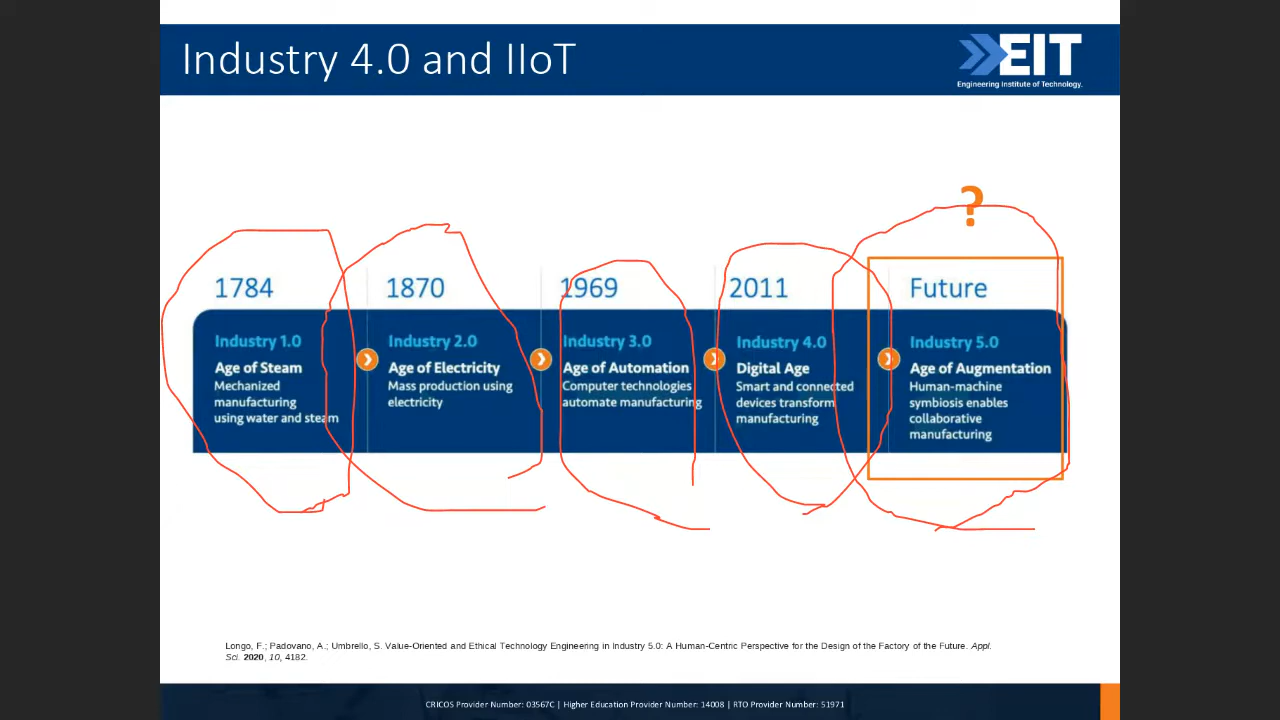 Industry 4.0 and IIoT
EIT
Engineering Institute of Technology.
?
1784
1870
1969
2011
Future
Industry 1.0
Age of Steam
Mechanized
manufacturing
using water and steam
Industry 2.0
Age of Electricity
Mass production using
electricity
Industry 3.0
Age of Automation
Computer technologies
automate manufacturing
Industry 4.0
Digital Age
Smart and connected
devices transform
manufacturing
Industry 5.0
Age of Augmentation
Human-machine
symbiosis enables
collaborative
manufacturing
Longo, F.; Padovano, A.; Umbrello, S. Value-Oriented and Ethical Technology Engineering in Industry 5.0: A Human-Centric Perspective for the Design of the Factory of the Future. Appl.
Sci. 2020, 10, 4182.
CRICOS Provider Number: 03567C | Higher Education Provider Number: 14008 | RTO Provider Number: 51971